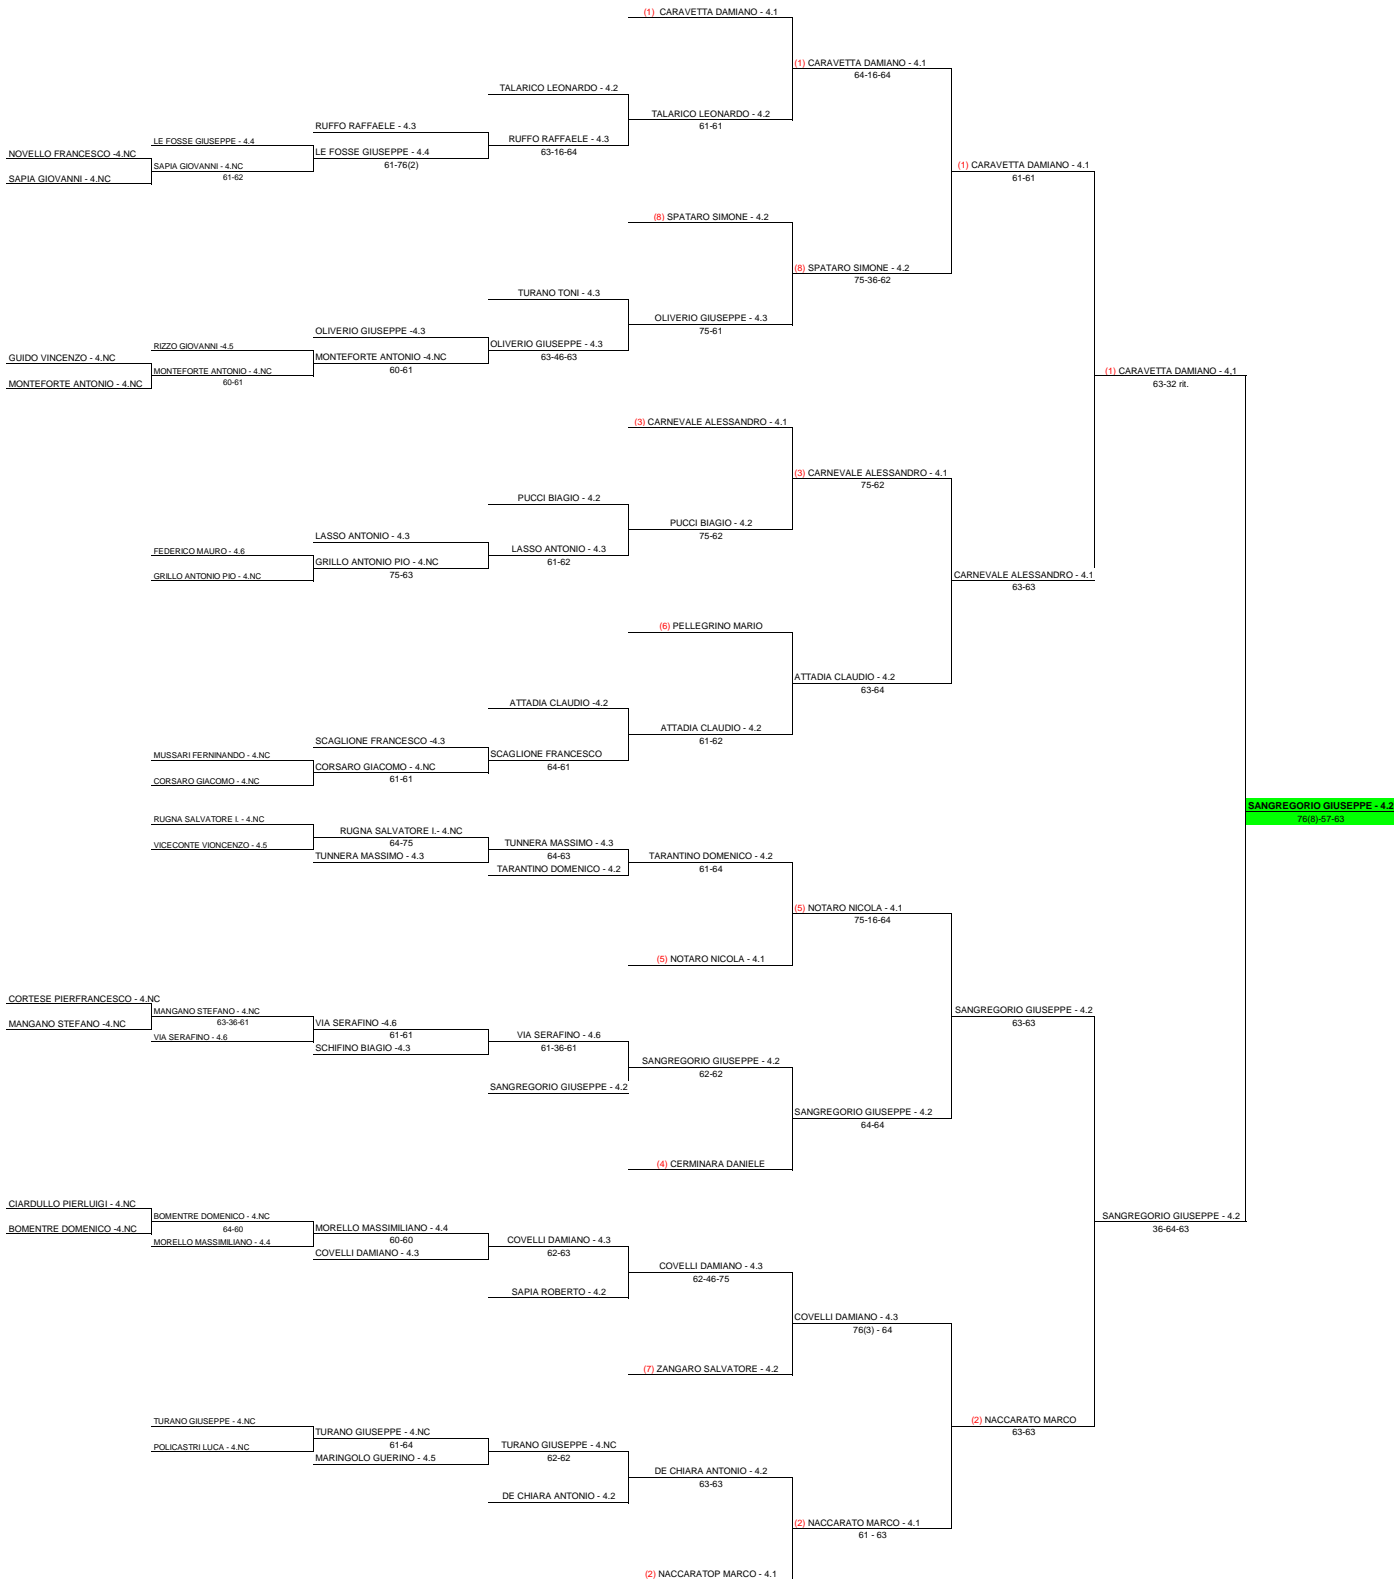 (1) CARAVETTA DAMIANO - 4.1
(1) CARAVETTA DAMIANO - 4.1
64-16-64
TALARICO LEONARDO - 4.2
TALARICO LEONARDO - 4.2
61-61
RUFFO RAFFAELE - 4.3
LE FOSSE GIUSEPPE - 4.4
RUFFO RAFFAELE - 4.3
63-16-64
NOVELLO FRANCESCO -4.NC
LE FOSSE GIUSEPPE - 4.4
61-76(2)
SAPIA GIOVANNI - 4.NC
61-62
SAPIA GIOVANNI - 4.NC
(1) CARAVETTA DAMIANO - 4.1
61-61
(8) SPATARO SIMONE - 4.2
(8) SPATARO SIMONE - 4.2
75-36-62
TURANO TONI - 4.3
OLIVERIO GIUSEPPE - 4.3
75-61
OLIVERIO GIUSEPPE -4.3
RIZZO GIOVANNI -4.5
OLIVERIO GIUSEPPE - 4.3
63-46-63
GUIDO VINCENZO - 4.NC
MONTEFORTE ANTONIO -4.NC
60-61
MONTEFORTE ANTONIO - 4.NC
60-61
MONTEFORTE ANTONIO - 4.NC
(1) CARAVETTA DAMIANO - 4,1
63-32 rit.
(3) CARNEVALE ALESSANDRO - 4.1
(3) CARNEVALE ALESSANDRO - 4.1
75-62
PUCCI BIAGIO - 4.2
PUCCI BIAGIO - 4.2
75-62
LASSO ANTONIO - 4.3
FEDERICO MAURO - 4.6
LASSO ANTONIO - 4.3
61-62
GRILLO ANTONIO PIO - 4.NC
75-63
GRILLO ANTONIO PIO - 4.NC
CARNEVALE ALESSANDRO - 4.1
63-63
(6) PELLEGRINO MARIO
ATTADIA CLAUDIO - 4.2
63-64
ATTADIA CLAUDIO -4.2
ATTADIA CLAUDIO - 4.2
61-62
SCAGLIONE FRANCESCO -4.3
MUSSARI FERNINANDO - 4.NC
SCAGLIONE FRANCESCO
64-61
CORSARO GIACOMO - 4.NC
61-61
CORSARO GIACOMO - 4.NC
SANGREGORIO GIUSEPPE - 4.2
76(8)-57-63
RUGNA SALVATORE I. - 4.NC
RUGNA SALVATORE I.- 4.NC
64-75
VICECONTE VIONCENZO - 4.5
TUNNERA MASSIMO - 4.3
64-63
TUNNERA MASSIMO - 4.3
TARANTINO DOMENICO - 4.2
61-64
TARANTINO DOMENICO - 4.2
(5) NOTARO NICOLA - 4.1
75-16-64
(5) NOTARO NICOLA - 4.1
CORTESE PIERFRANCESCO - 4.NC
MANGANO STEFANO - 4.NC
63-36-61
SANGREGORIO GIUSEPPE - 4.2
63-63
MANGANO STEFANO -4.NC
VIA SERAFINO -4.6
61-61
VIA SERAFINO - 4.6
VIA SERAFINO - 4.6
61-36-61
SCHIFINO BIAGIO -4.3
SANGREGORIO GIUSEPPE - 4.2
62-62
SANGREGORIO GIUSEPPE - 4.2
SANGREGORIO GIUSEPPE - 4.2
64-64
(4) CERMINARA DANIELE
CIARDULLO PIERLUIGI - 4.NC
BOMENTRE DOMENICO - 4.NC
64-60
SANGREGORIO GIUSEPPE - 4.2
36-64-63
BOMENTRE DOMENICO -4.NC
MORELLO MASSIMILIANO - 4.4
60-60
MORELLO MASSIMILIANO - 4.4
COVELLI DAMIANO - 4.3
62-63
COVELLI DAMIANO - 4.3
COVELLI DAMIANO - 4.3
62-46-75
SAPIA ROBERTO - 4.2
COVELLI DAMIANO - 4.3
76(3) - 64
(7) ZANGARO SALVATORE - 4.2
TURANO GIUSEPPE - 4.NC
(2) NACCARATO MARCO
63-63
TURANO GIUSEPPE - 4.NC
61-64
POLICASTRI LUCA - 4.NC
TURANO GIUSEPPE - 4.NC
62-62
MARINGOLO GUERINO - 4.5
DE CHIARA ANTONIO - 4.2
63-63
DE CHIARA ANTONIO - 4.2
(2) NACCARATO MARCO - 4.1
61 - 63
(2) NACCARATOP MARCO - 4.1